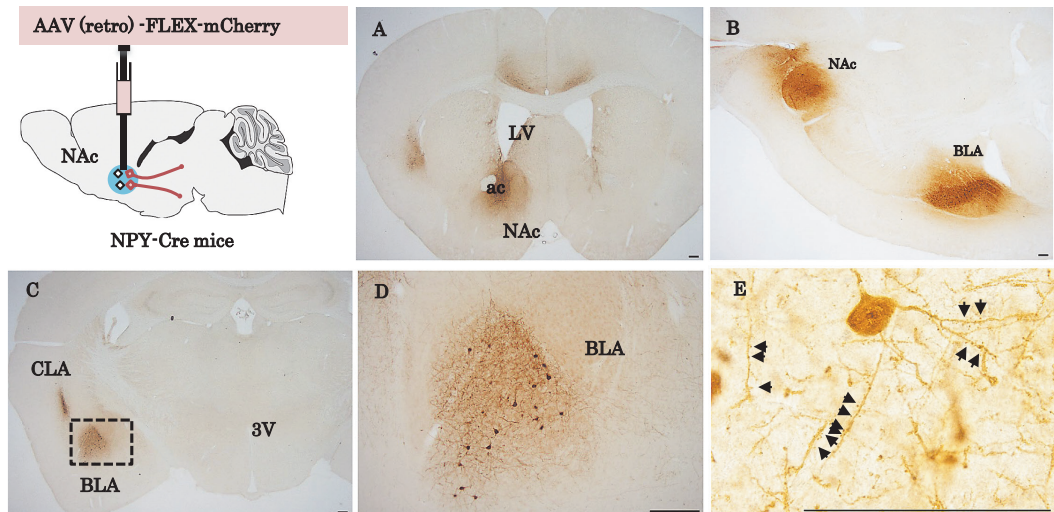 AAV (retro) -FLEX-mCherry
NAc
NPY-Cre mice
A
LV
ac
NAc
B
NAc
BLA
C
CLA
3V
BLA
D
BLA
E